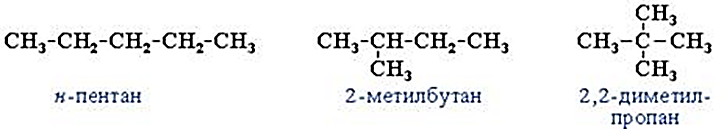 CH₃
CH₃–CH₂–CH₂–CH₂–CH₃ CH₃–CH–CH₂–CH₃ CH₃–C–CH₃
CH₃ CH₃
н-пентан 2-метилбутан 2,2-диметил-
пропан